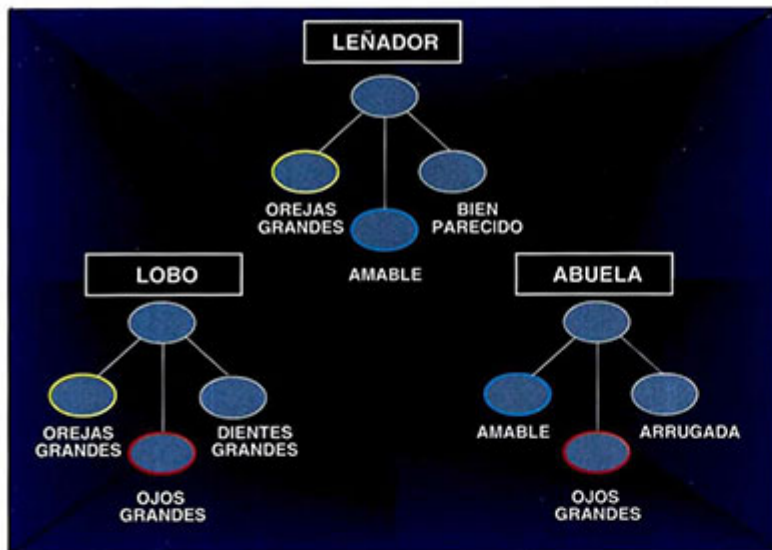 LEÑADOR
OREJAS
GRANDES
AMABLE
BIEN
PARECIDO
LOBO
OREJAS
GRANDES
OJOS
GRANDES
DIENTES
GRANDES
ABUELA
AMABLE
OJOS
GRANDES
ARRUGADA